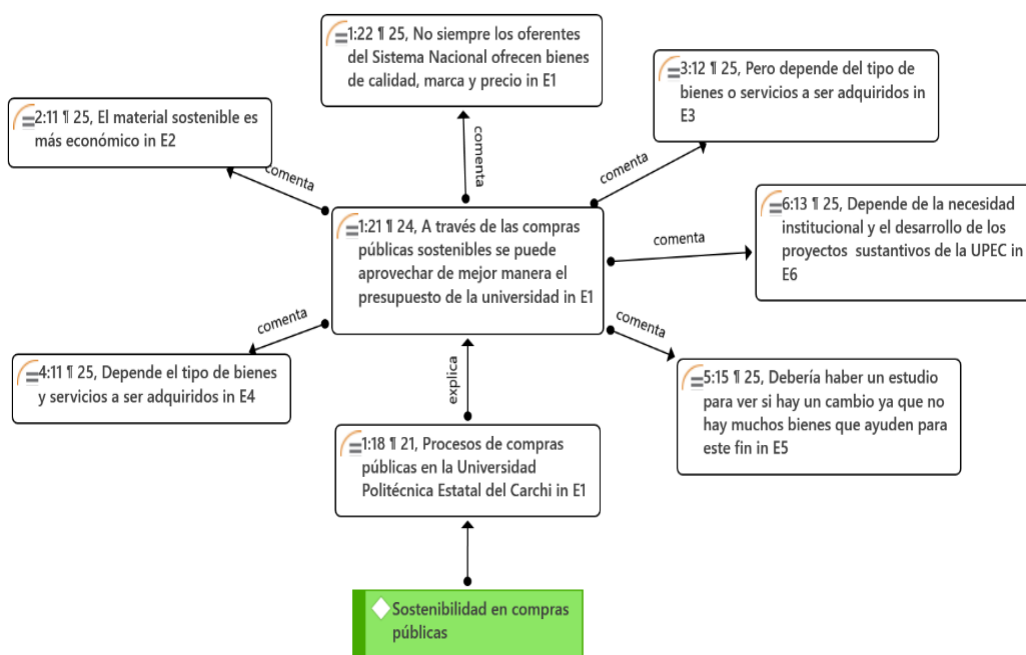 1:22 ¶ 25, No siempre los oferentes
del Sistema Nacional ofrecen bienes
de calidad, marca y precio in E1
3:12 ¶ 25, Pero depende del tipo de
bienes o servicios a ser adquiridos in
E3
2:11 ¶ 25, El material sostenible es
más económico in E2
comenta
comenta
comenta
6:13 ¶ 25, Depende de la necesidad
institucional y el desarrollo de los
proyectos sustantivos de la UPEC in
E6
1:21 ¶ 24, A través de las compras
públicas sostenibles se puede
aprovechar de mejor manera el
presupuesto de la universidad in E1
comenta
comenta
comenta
4:11 ¶ 25, Depende el tipo de bienes
y servicios a ser adquiridos in E4
5:15 ¶ 25, Debería haber un estudio
para ver si hay un cambio ya que no
hay muchos bienes que ayuden para
este fin in E5
explica
1:18 ¶ 21, Procesos de compras
públicas en la Universidad
Politécnica Estatal del Carchi in E1
Sostenibilidad en compras
públicas